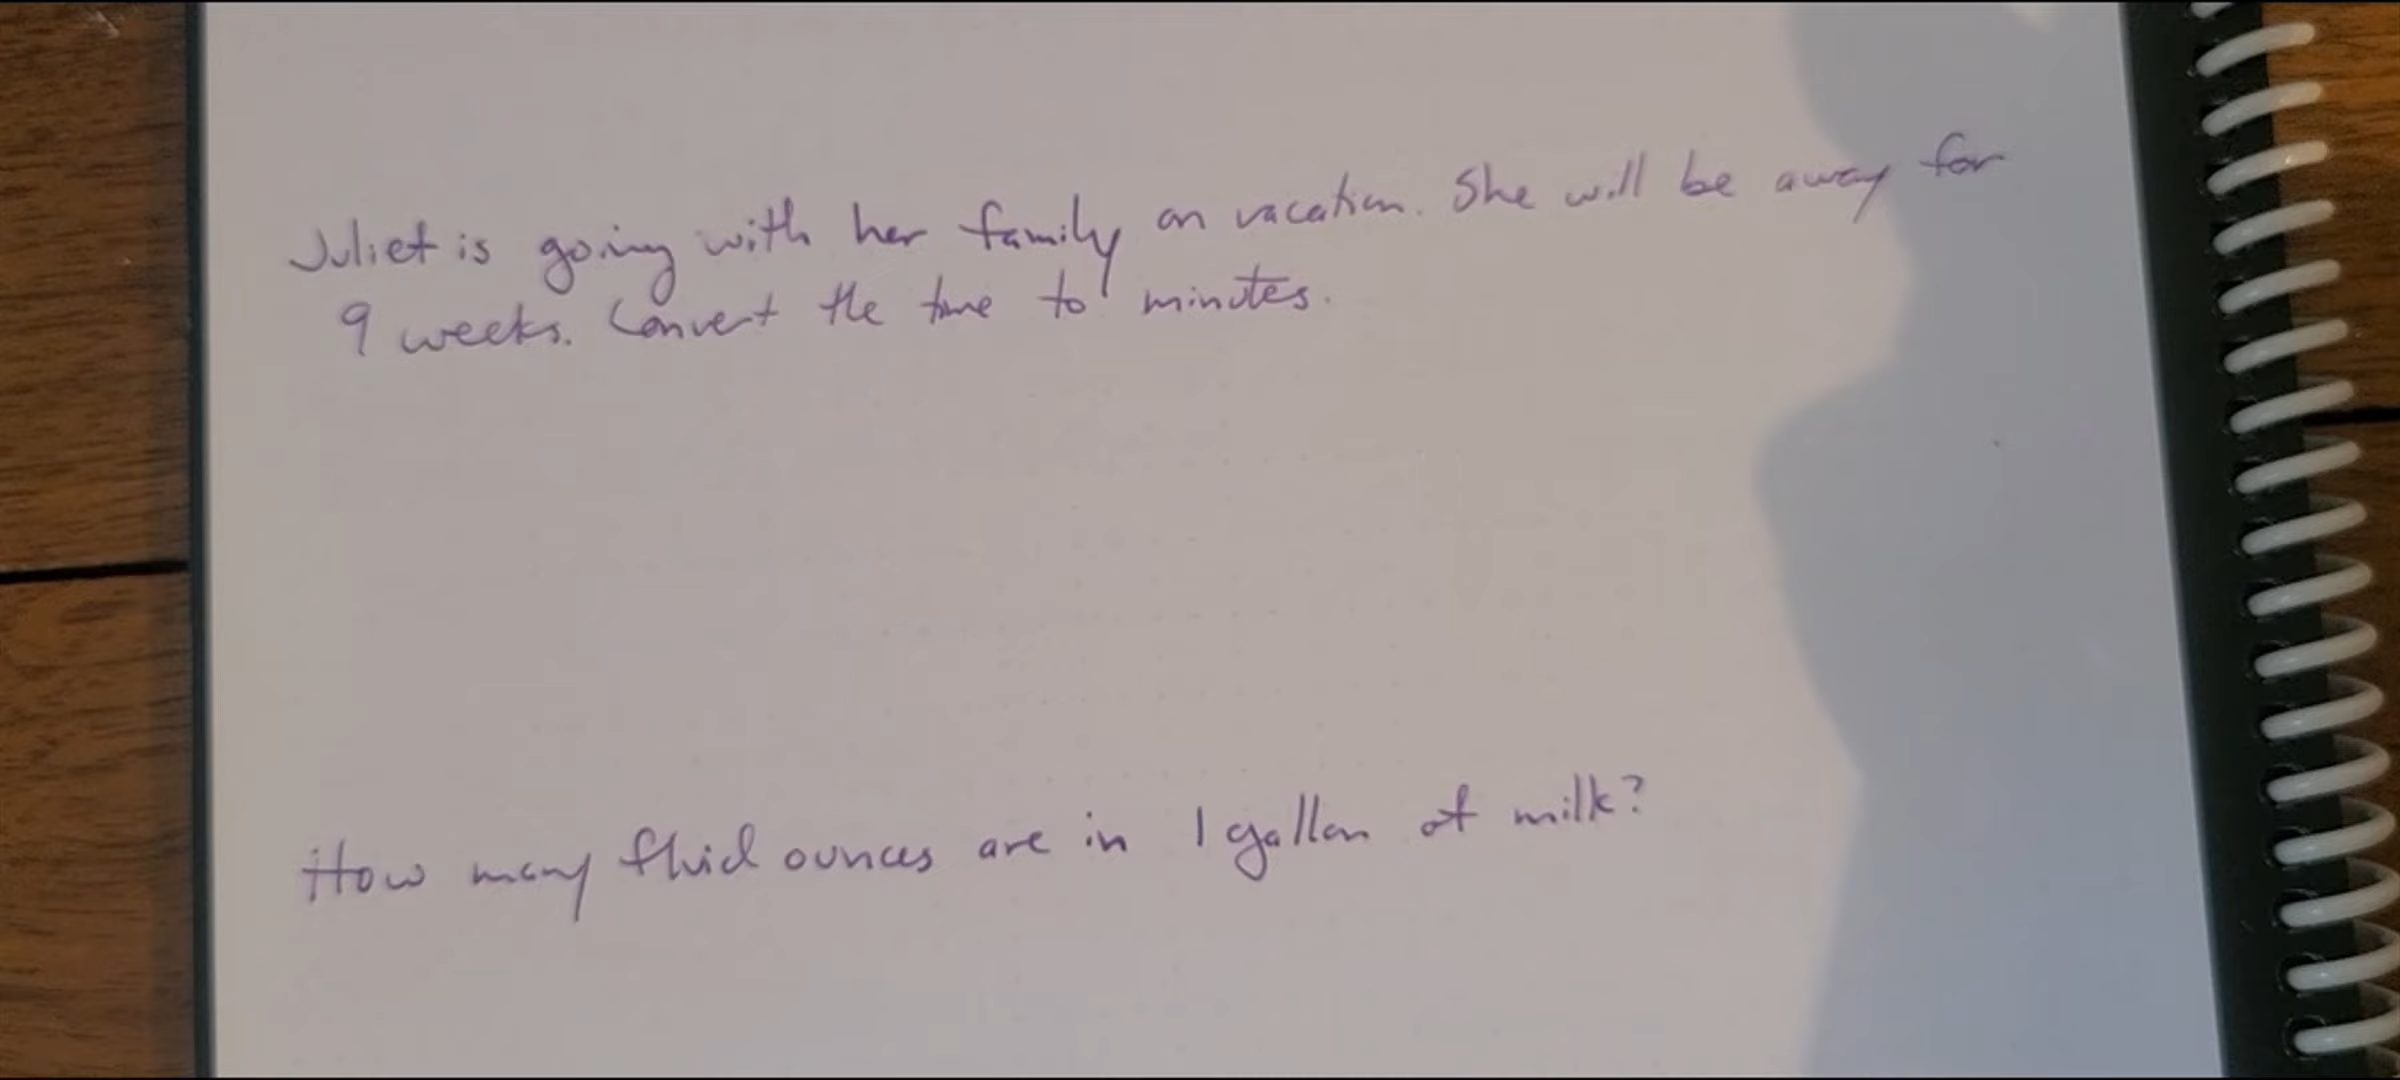 Juliet is going with her family on vacation. She will be away for
9 weeks. Convert the time to minutes.
How many fluid ounces are in 1 gallon of milk?